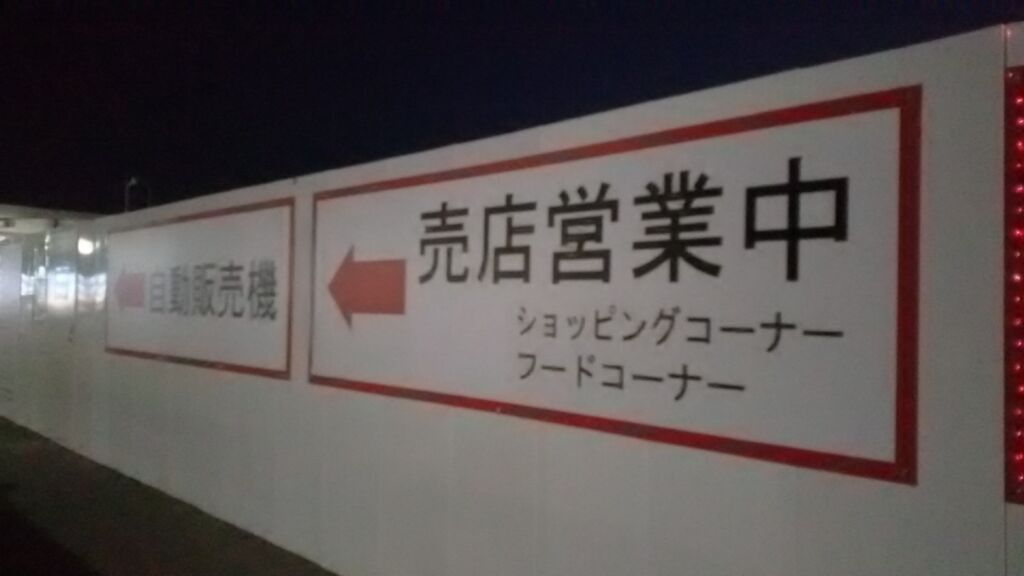 自動販売機
売店営業中
ショッピングコーナー
フードコーナー